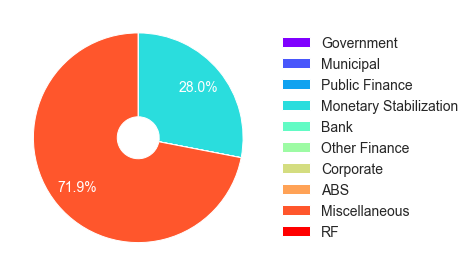 28.0%
71.9%
Government
Municipal
Public Finance
Monetary Stabilization
Bank
Other Finance
Corporate
ABS
Miscellaneous
RF